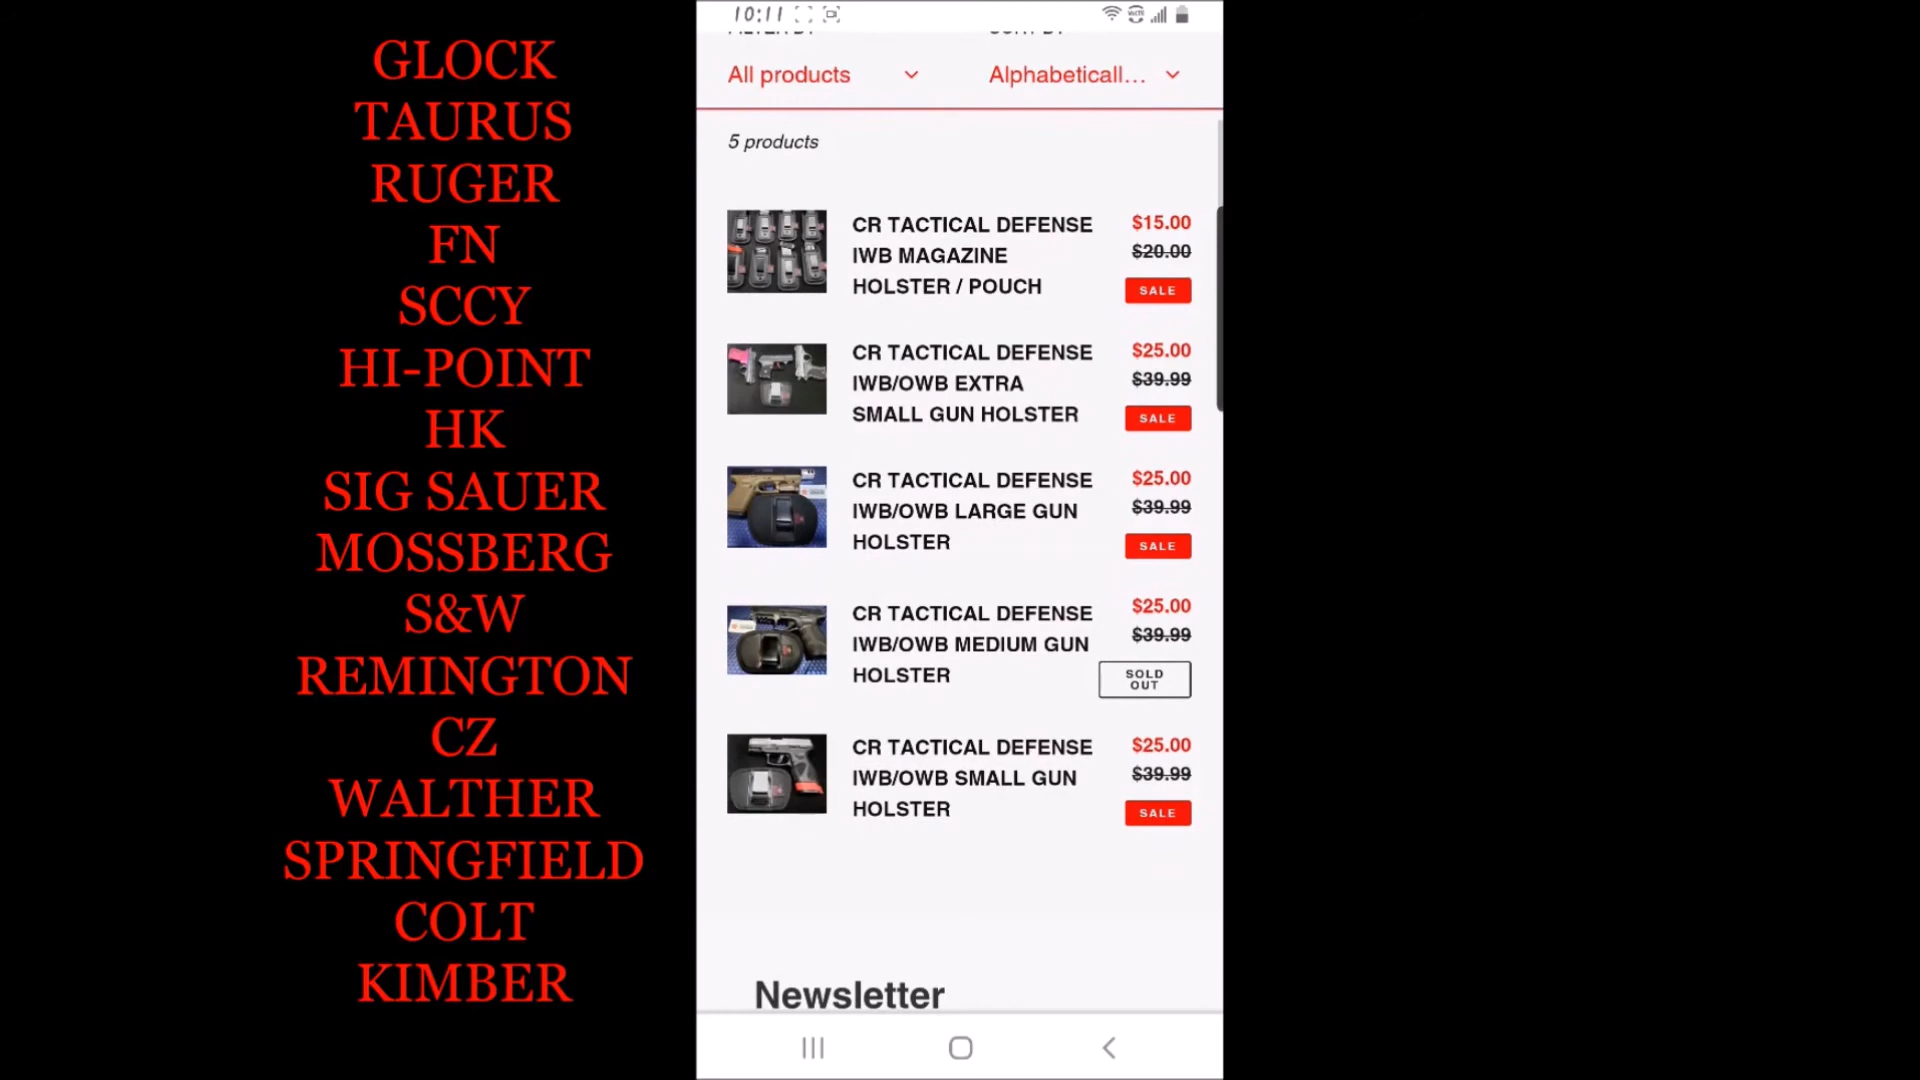 GLOCK
TAURUS
RUGER
FN
SCCY
HI-POINT
HK
SIG SAUER
MOSSBERG
S&W
REMINGTON
CZ
WALTHER
SPRINGFIELD
COLT
KIMBER
10:11
All products
Alphabeticall...
5 products
CR TACTICAL DEFENSE
IWB MAGAZINE
HOLSTER / POUCH
$15.00
$20.00
SALE
CR TACTICAL DEFENSE
IWB/OWB EXTRA
SMALL GUN HOLSTER
$25.00
$39.99
SALE
CR TACTICAL DEFENSE
IWB/OWB LARGE GUN
HOLSTER
$25.00
$39.99
SALE
CR TACTICAL DEFENSE
IWB/OWB MEDIUM GUN
HOLSTER
$25.00
$39.99
SOLD
OUT
CR TACTICAL DEFENSE
IWB/OWB SMALL GUN
HOLSTER
$25.00
$39.99
SALE
Newsletter